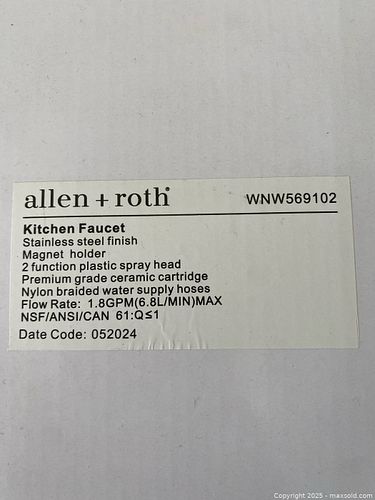 allen + roth®
WNW569102
Kitchen Faucet
Stainless steel finish
Magnet holder
2 function plastic spray head
Premium grade ceramic cartridge
Nylon braided water supply hoses
Flow Rate: 1.8GPM(6.8L/MIN)MAX
NSF/ANSI/CAN 61:Q≤1
Date Code: 052024
Copyright 2025 - maxsold.com